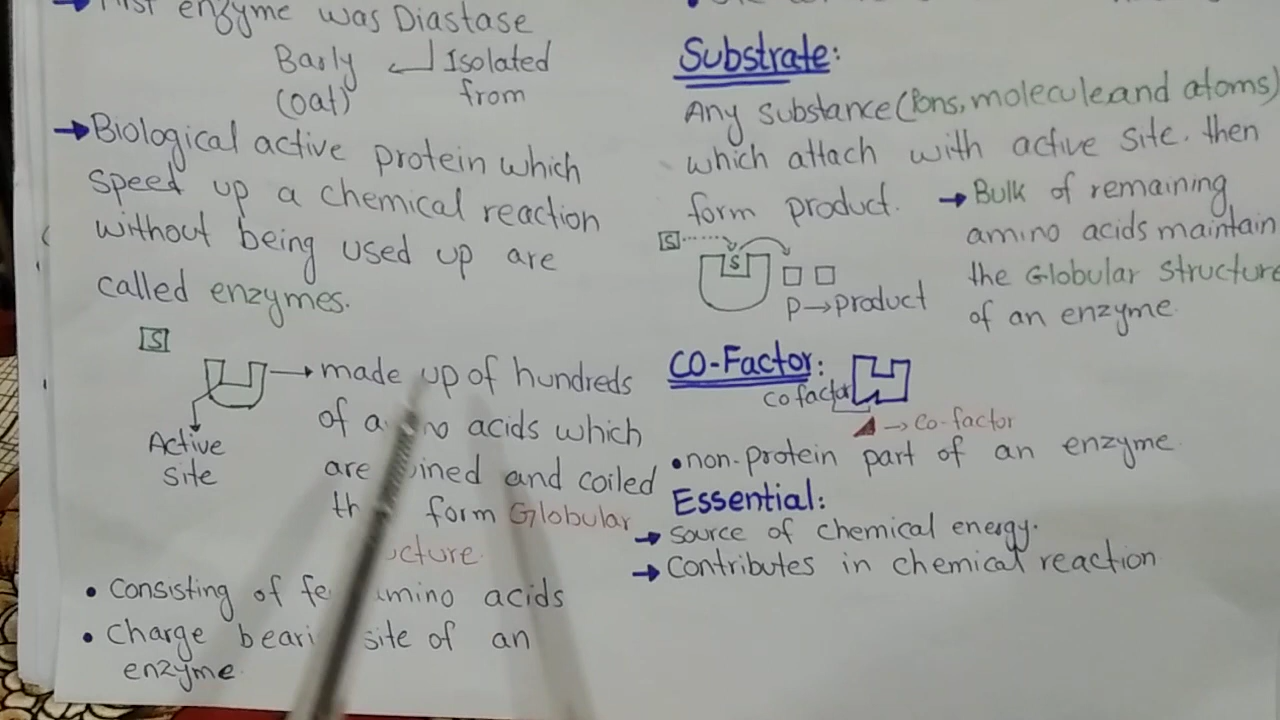 enzyme was Diastase
Barly Isolated
(oat) from
→Biological active protein which
speed up a chemical reaction
without being used up are
called enzymes.
S
→made up of hundreds
of acids which
Active
site
are and coiled
form Globular
• consisting of amino acids
• Charge site of an
enzyme
Substrate:
Any substance (Ions, molecule and atoms)
which attach with active site. then
form product.
→ Bulk of remaining
amino acids maintain
the Globular structure
of an enzyme.
S
S
P→product
CO-Factor:
Cofactor
→ Co-factor
• non-protein part of an enzyme
Essential:
→ source of chemical energy.
→ Contributes in chemical reaction